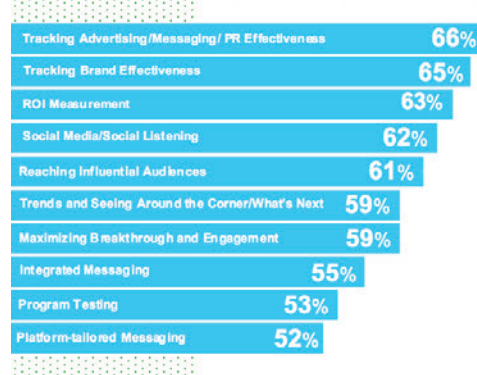 Tracking Advertising/Messaging/ PR Effectiveness 66%
Tracking Brand Effectiveness 65%
ROI Measurement 63%
Social Media/Social Listening 62%
Reaching Influential Audiences 61%
Trends and Seeing Around the Corner/What's Next 59%
Maximizing Breakthrough and Engagement 59%
Integrated Messaging 55%
Program Testing 53%
Platform-tailored Messaging 52%